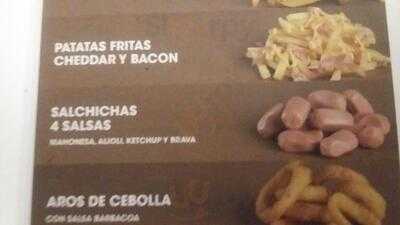 PATATAS FRITAS
CHEDDAR Y BACON
SALCHICHAS
4 SALSAS
MAHONESA, ALIOLI, KETCHUP Y BRAVA
AROS DE CEBOLLA
CON SALSA BARBACOA